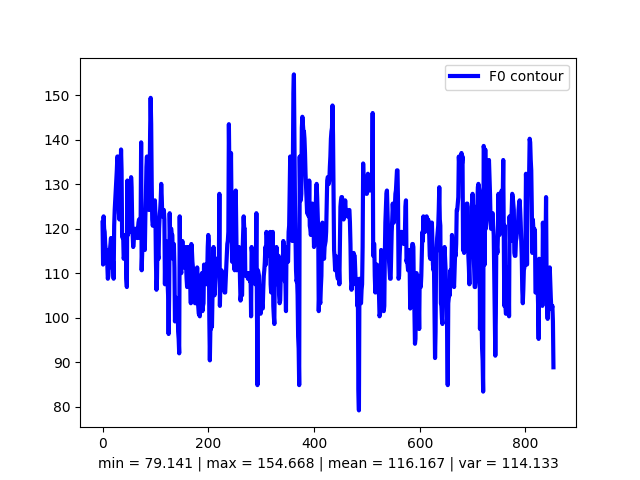 F0 contour
150
140
130
120
110
100
90
80
0 200 400 600 800
min = 79.141 | max = 154.668 | mean = 116.167 | var = 114.133